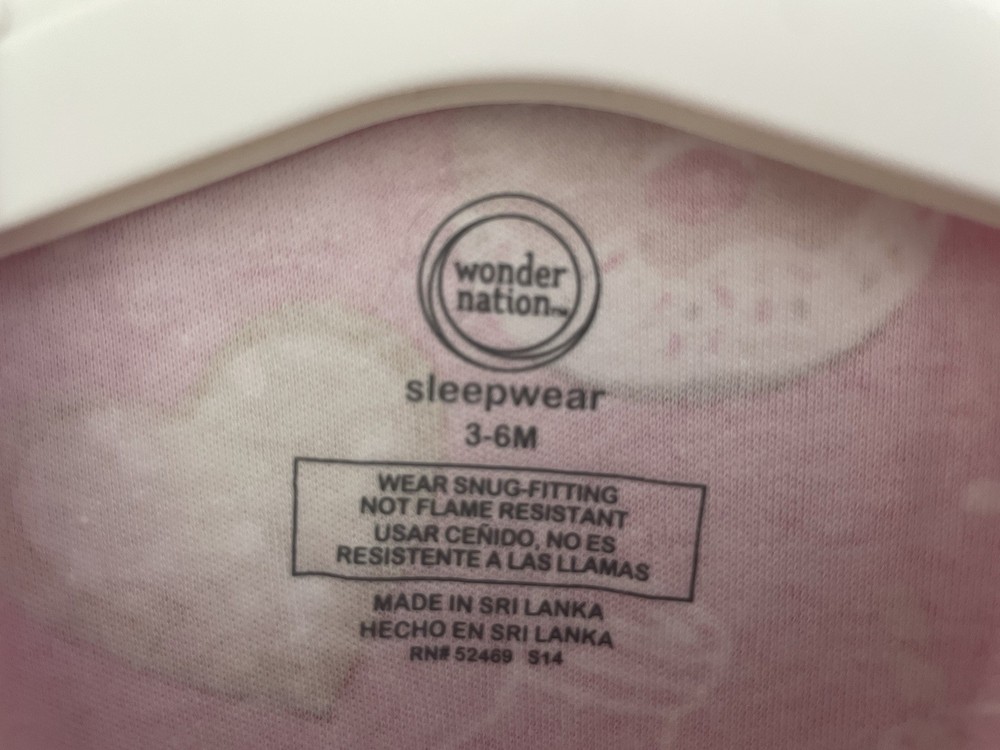 wonder
nation™
sleepwear
3-6M
WEAR SNUG-FITTING
NOT FLAME RESISTANT
USAR CEÑIDO, NO ES
RESISTENTE A LAS LLAMAS
MADE IN SRI LANKA
HECHO EN SRI LANKA
RN# 52469 S14